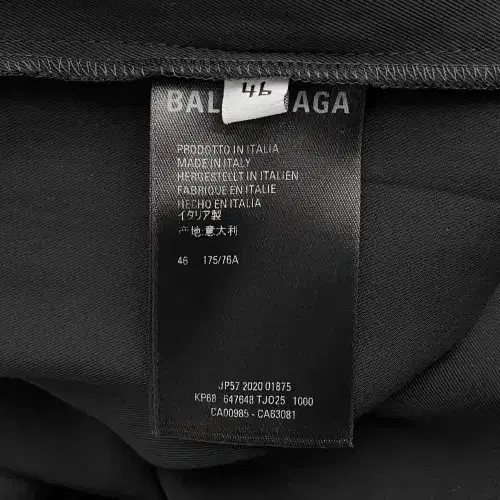 46
BAL AGA
PRODOTTO IN ITALIA
MADE IN ITALY
HERGESTELLT IN ITALIEN
FABRIQUE EN ITALIE
HECHO EN ITALIA
イタリア製
产地:意大利
46 175/76A
JP57 2020 01875
KP68 647648 TJO25 1000
CA00985 - CA63081